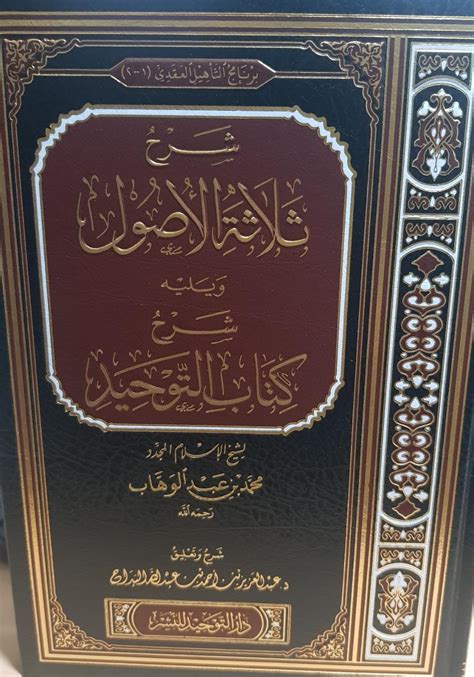 برنامج التأهيل العقدي (١-٢)
شرح
ثلاثة الأصول
ويليه
شرح
كتاب التوحيد
لشيخ الإسلام المجدد
محمد بن عبد الوهاب
رحمه الله
شرح وتعليق
د. عبد العزيز بن أحمد بن عبد الله البداح
دار التوحيد للنشر